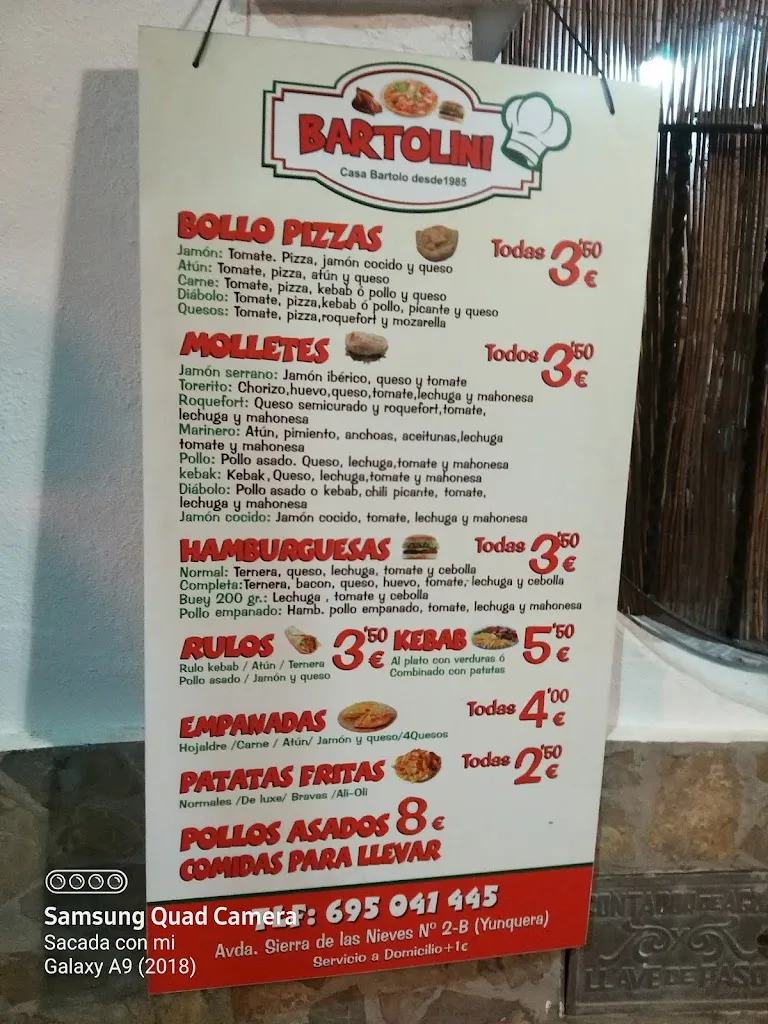 BARTOLINI
Casa Bartolo desde1985
BOLLO PIZZAS
Todas 3'50 €
Jamón: Tomate. Pizza, jamón cocido y queso
Atún: Tomate, pizza, atún y queso
Carne: Tomate, pizza, kebab ò pollo y queso
Diábolo: Tomate, pizza,kebab ó pollo, picante y queso
Quesos: Tomate, pizza,roquefort y mozarella
MOLLETES
Todos 3'50 €
Jamón serrano: Jamón ibérico, queso y tomate
Torerito: Chorizo,huevo,queso,tomate,lechuga y mahonesa
Roquefort: Queso semicurado y roquefort,tomate,
lechuga y mahonesa
Marinero: Atún, pimiento, anchoas, aceitunas,lechuga
tomate y mahonesa
Pollo: Pollo asado. Queso, lechuga,tomate y mahonesa
kebak: Kebak, Queso, lechuga,tomate y mahonesa
Diábolo: Pollo asado o kebab, chili picante, tomate,
lechuga y mahonesa
Jamón cocido: Jamón cocido, tomate, lechuga y mahonesa
HAMBURGUESAS
Todas 3'50 €
Normal: Ternera, queso, lechuga, tomate y cebolla
Completa:Ternera, bacon, queso, huevo, tomate, lechuga y cebolla
Buey 200 gr.: Lechuga , tomate y cebolla
Pollo empanado: Hamb. pollo empanado, tomate, lechuga y mahonesa
RULOS 3'50 €
Rulo kebab / Atún / Ternera
Pollo asado / Jamón y queso
KEBAB 5'50 €
Al plato con verduras ó
Combinado con patatas
EMPANADAS
Todas 4'00 €
Hojaldre /Carne / Atún/ Jamón y queso/4Quesos
PATATAS FRITAS
Todas 2'50 €
Normales /De luxe/ Bravas /Ali-Oli
POLLOS ASADOS 8 €
COMIDAS PARA LLEVAR
TLF: 695 041 445
Avda. Sierra de las Nieves Nº 2-B (Yunquera)
Servicio a Domicilio+1€
Samsung Quad Camera
Sacada con mi
Galaxy A9 (2018)
LLAVE DE PASO